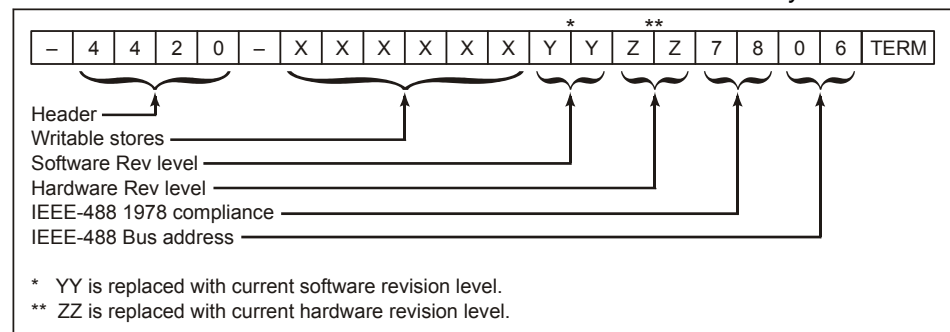 * **
– 4 4 2 0 – X X X X X X Y Y Z Z 7 8 0 6 TERM
Header
Writable stores
Software Rev level
Hardware Rev level
IEEE-488 1978 compliance
IEEE-488 Bus address
* YY is replaced with current software revision level.
** ZZ is replaced with current hardware revision level.